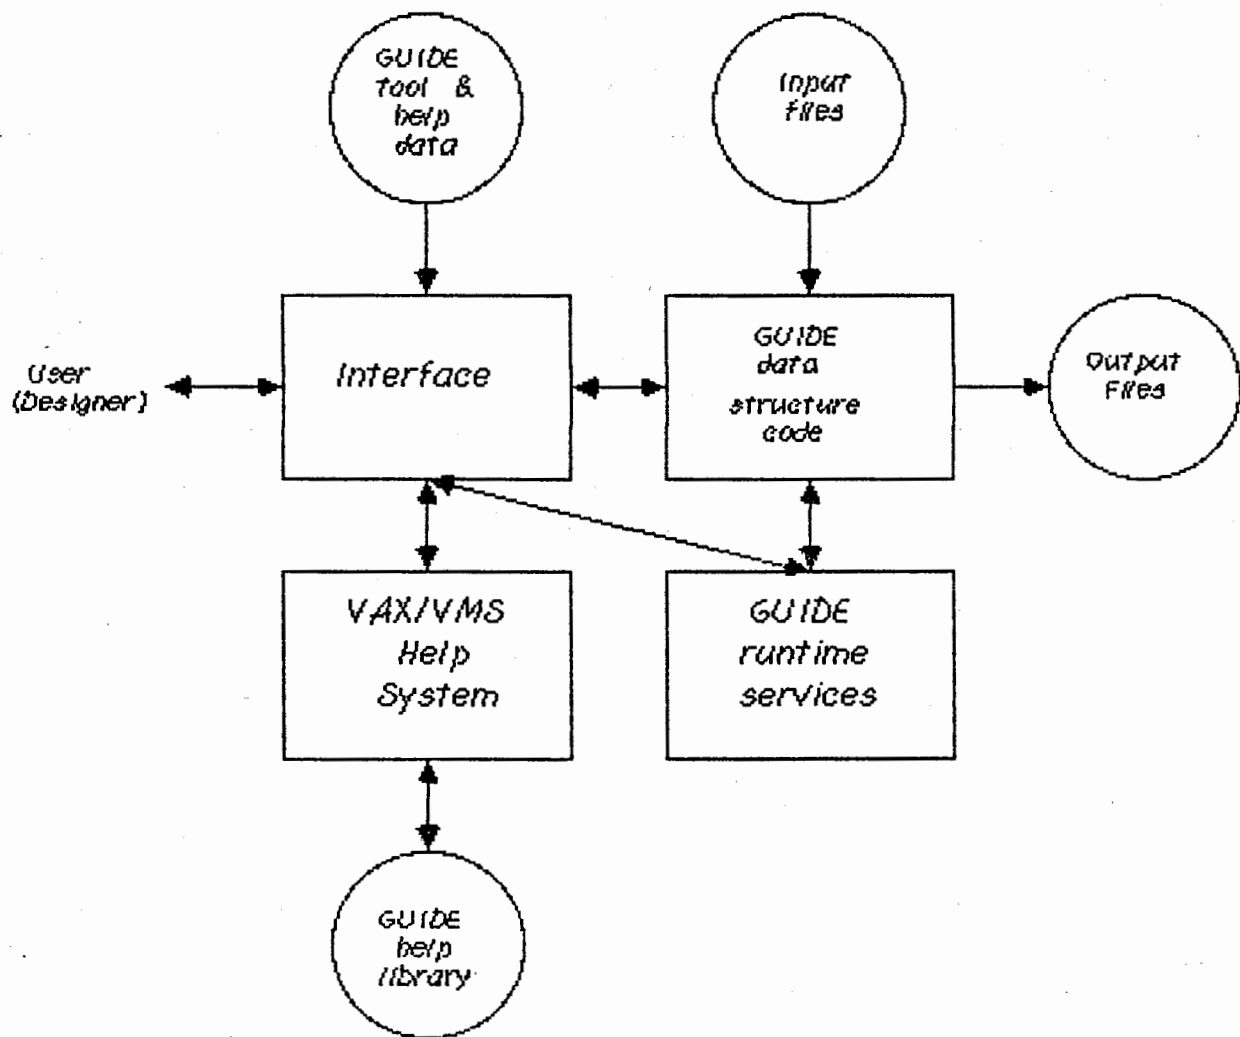 GUIDE
tool &
help
data
Input
files
User
(Designer)
Interface
GUIDE
data
structure
code
Output
Files
VAX/VMS
Help
System
GUIDE
runtime
services
GUIDE
help
library